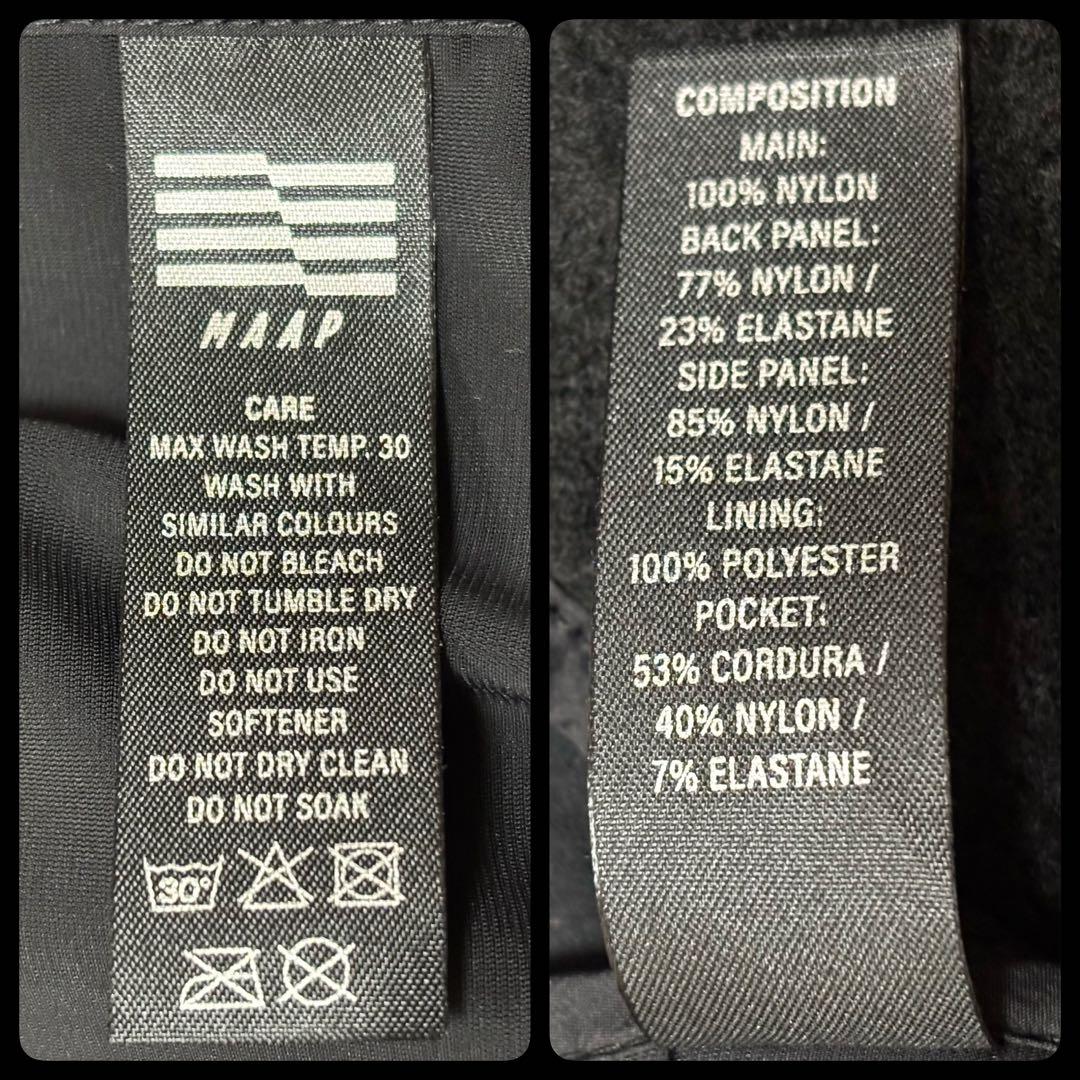 MAAP
CARE
MAX WASH TEMP. 30
WASH WITH
SIMILAR COLOURS
DO NOT BLEACH
DO NOT TUMBLE DRY
DO NOT IRON
DO NOT USE
SOFTENER
DO NOT DRY CLEAN
DO NOT SOAK
30°
COMPOSITION
MAIN:
100% NYLON
BACK PANEL:
77% NYLON /
23% ELASTANE
SIDE PANEL:
85% NYLON /
15% ELASTANE
LINING:
100% POLYESTER
POCKET:
53% CORDURA /
40% NYLON /
7% ELASTANE